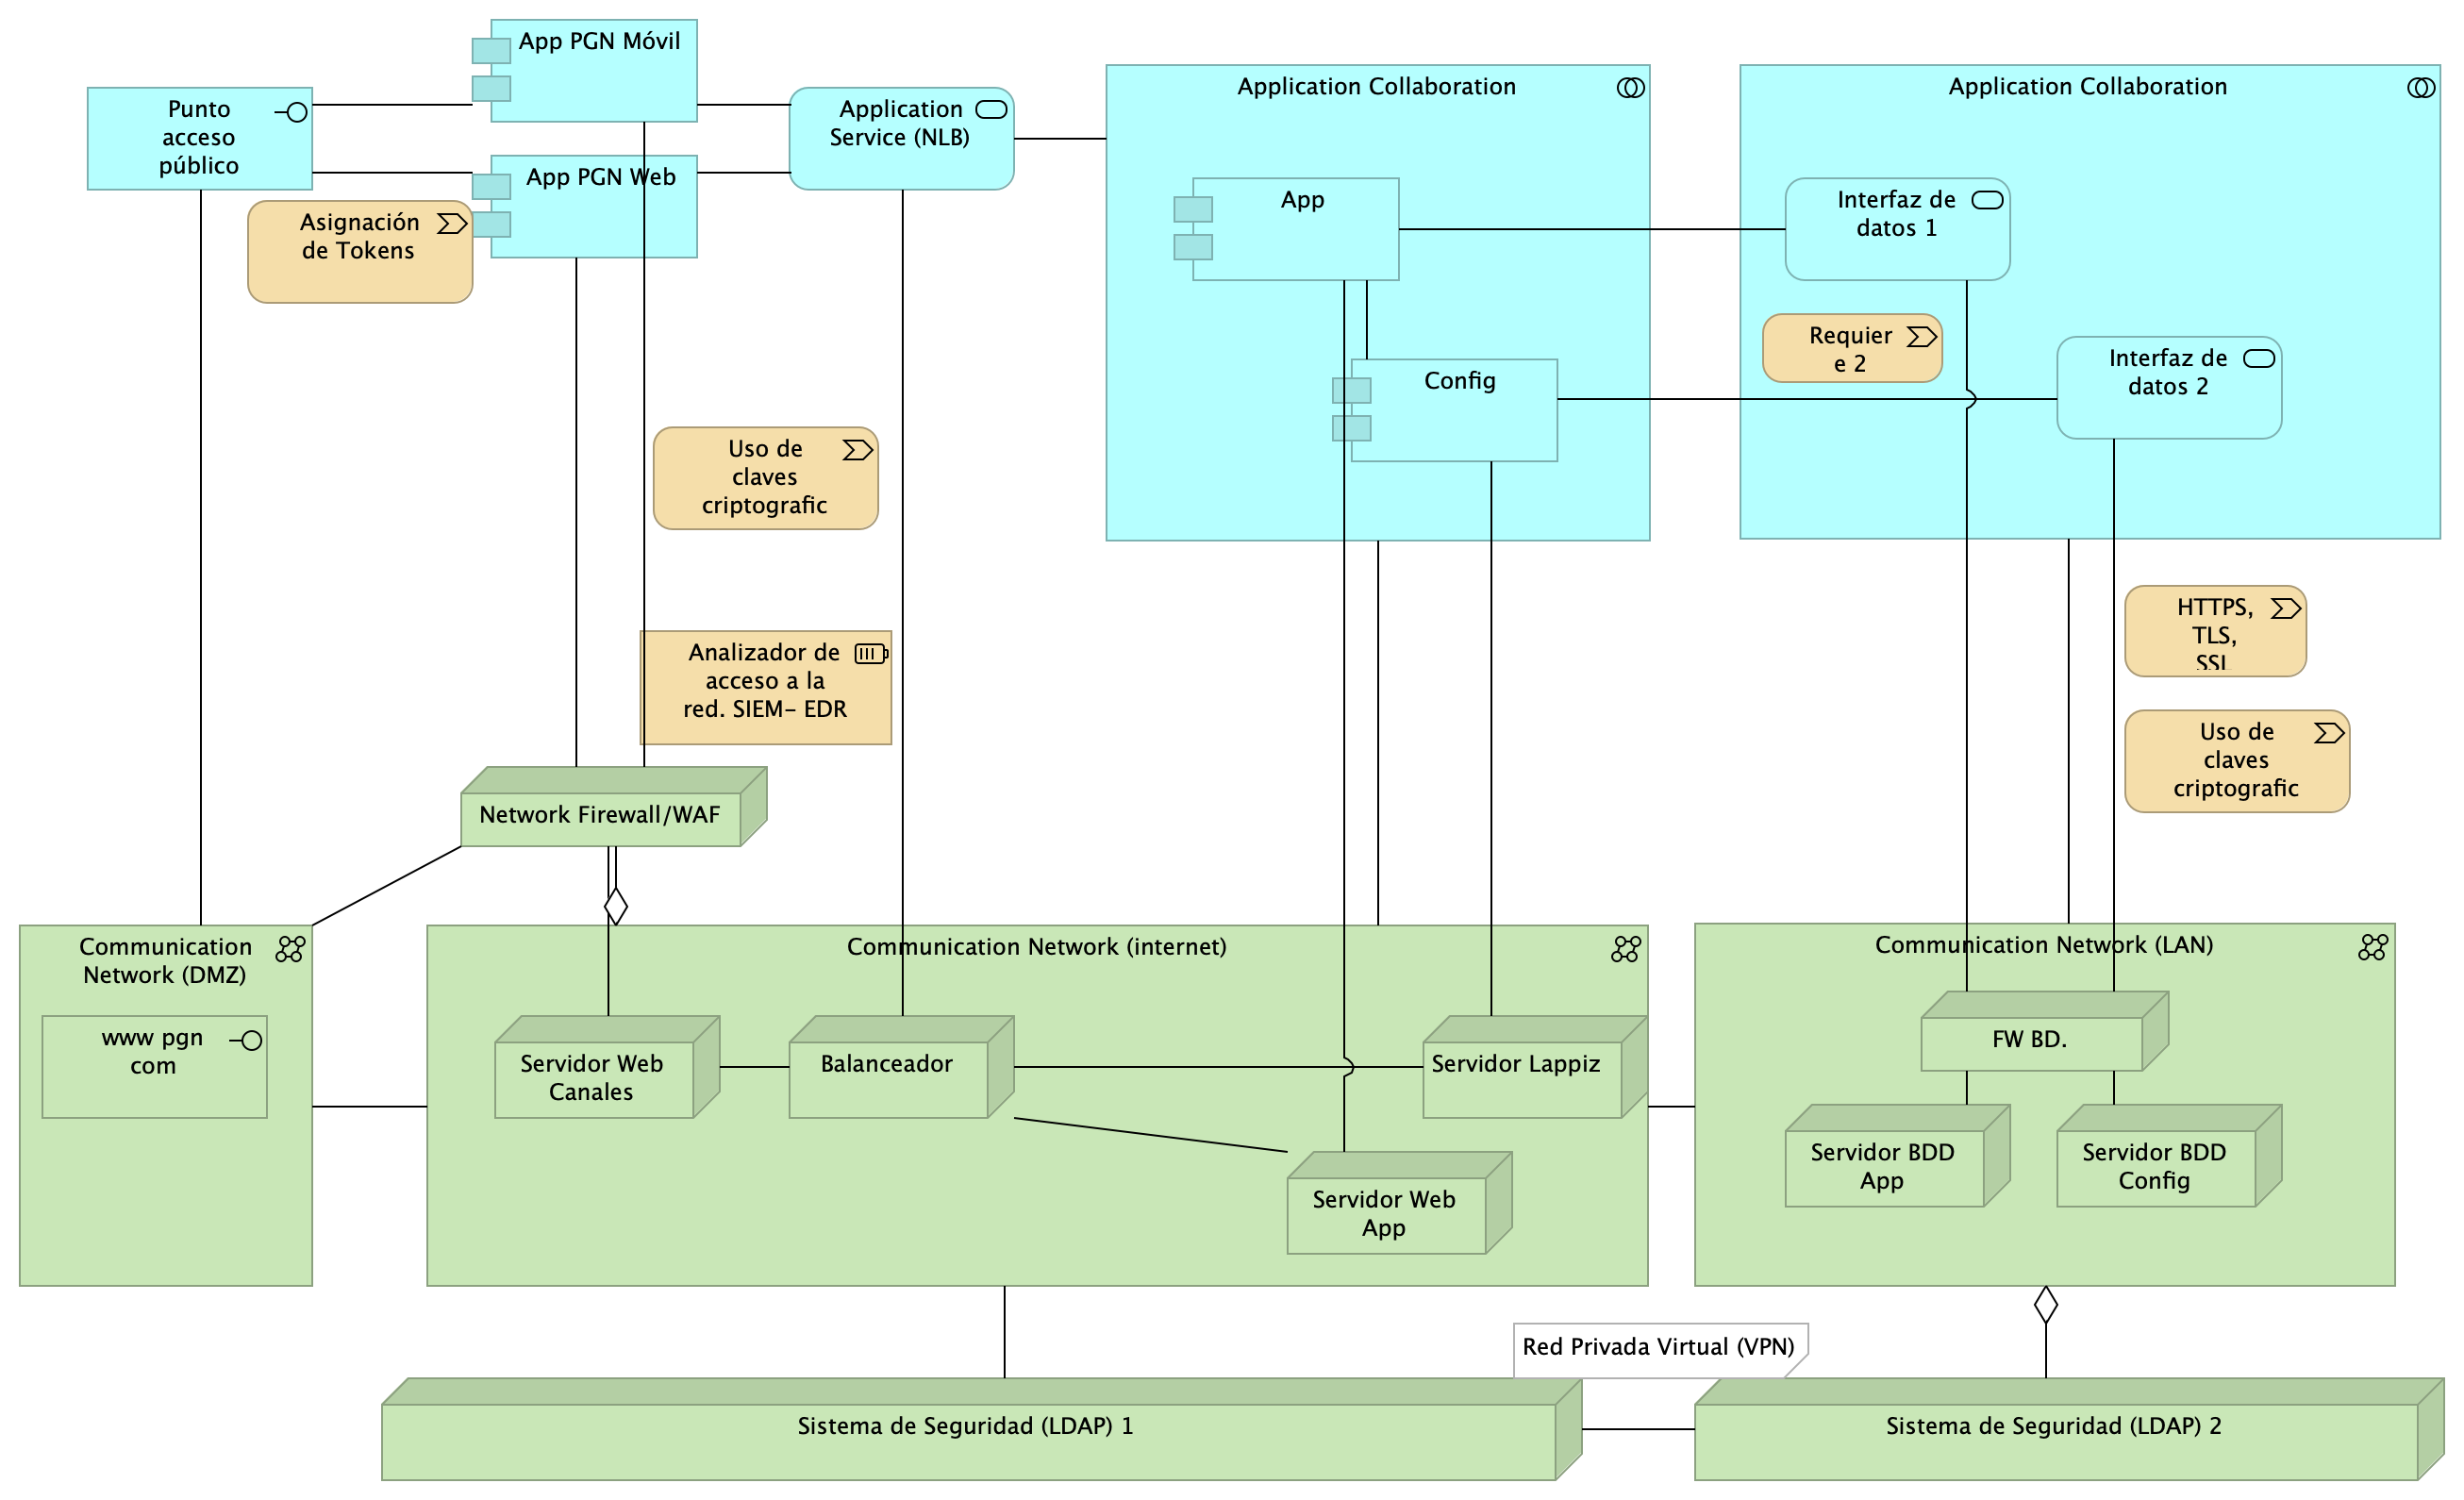 App PGN Móvil
Punto
acceso
público
Application
Service (NLB)
Application Collaboration
Application Collaboration
App PGN Web
Asignación
de Tokens
App
Interfaz de
datos 1
Requier
e 2
Interfaz de
datos 2
Config
Uso de
claves
criptografic
HTTPS,
TLS,
SSL
Analizador de
acceso a la
red. SIEM- EDR
Uso de
claves
criptografic
Network Firewall/WAF
Communication
Network (DMZ)
Communication Network (internet)
Communication Network (LAN)
www pgn
com
Servidor Web
Canales
Balanceador
Servidor Lappiz
FW BD.
Servidor BDD
App
Servidor BDD
Config
Servidor Web
App
Red Privada Virtual (VPN)
Sistema de Seguridad (LDAP) 1
Sistema de Seguridad (LDAP) 2